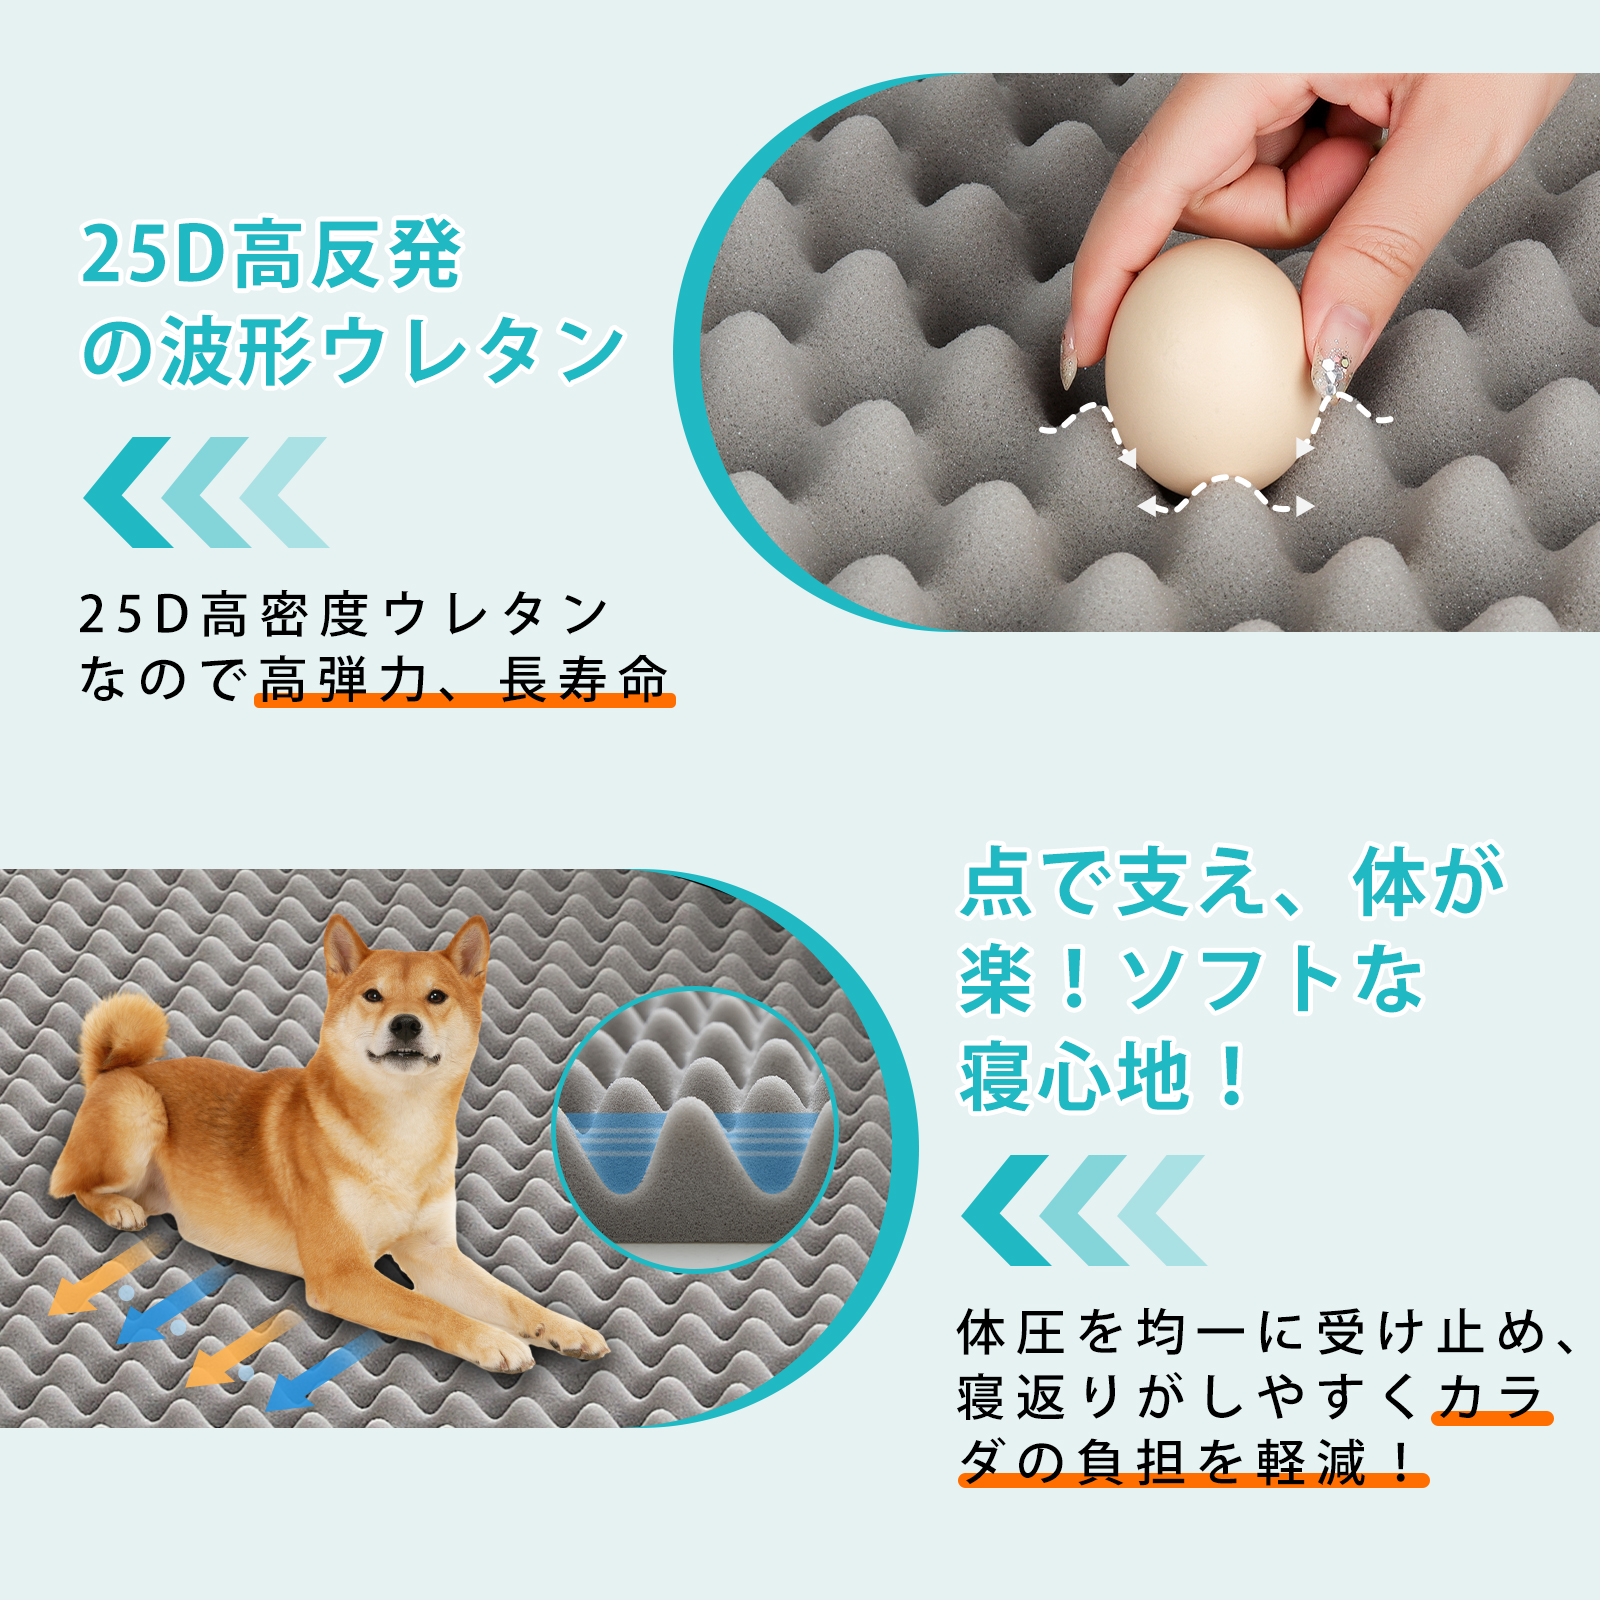 25D高反発
の波形ウレタン
25D高密度ウレタン
なので高弾力、長寿命
点で支え、体が
楽！ソフトな
寝心地！
体圧を均一に受け止め、
寝返りがしやすくカラ
ダの負担を軽減！